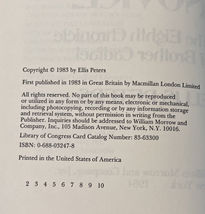 Copyright © 1983 by Ellis Peters
First published in 1983 in Great Britain by Macmillan London Limited
All rights reserved. No part of this book may be reproduced
or utilized in any form or by any means, electronic or mechanical,
including photocopying, recording or by any information storage
and retrieval system, without permission in writing from the
Publisher. Inquiries should be addressed to William Morrow and
Company, Inc., 105 Madison Avenue, New York, N.Y. 10016.
Library of Congress Card Catalog Number: 83-63300
ISBN: 0-688-03247-8
Printed in the United States of America
2 3 4 5 6 7 8 9 10